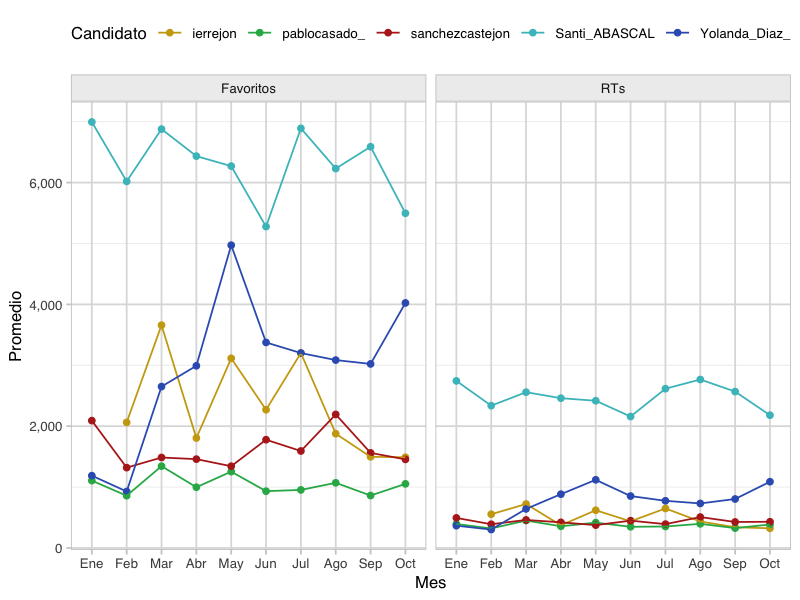 Candidato ierrejon pablocasado_ sanchezcastejon Santi_ABASCAL Yolanda_Diaz_
Favoritos RTs
Promedio
6,000
4,000
2,000
0
Ene Feb Mar Abr May Jun Jul Ago Sep Oct Ene Feb Mar Abr May Jun Jul Ago Sep Oct
Mes